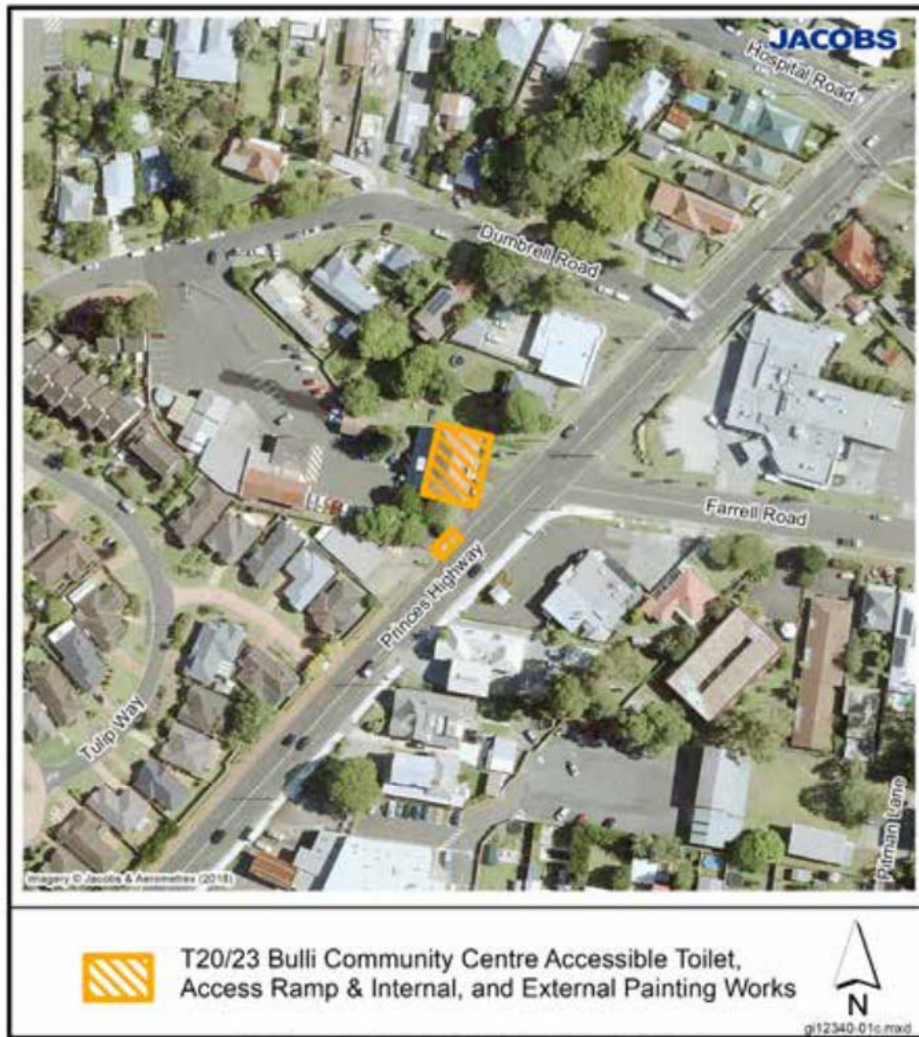 JACOBS
Hospital Road
Dumbrell Road
Farrell Road
Princes Highway
Tulip Way
Pitman Lane
Imagery © Jacobs & Aerometrex (2018)
T20/23 Bulli Community Centre Accessible Toilet,
Access Ramp & Internal, and External Painting Works
N
gi12340-01c.mxd